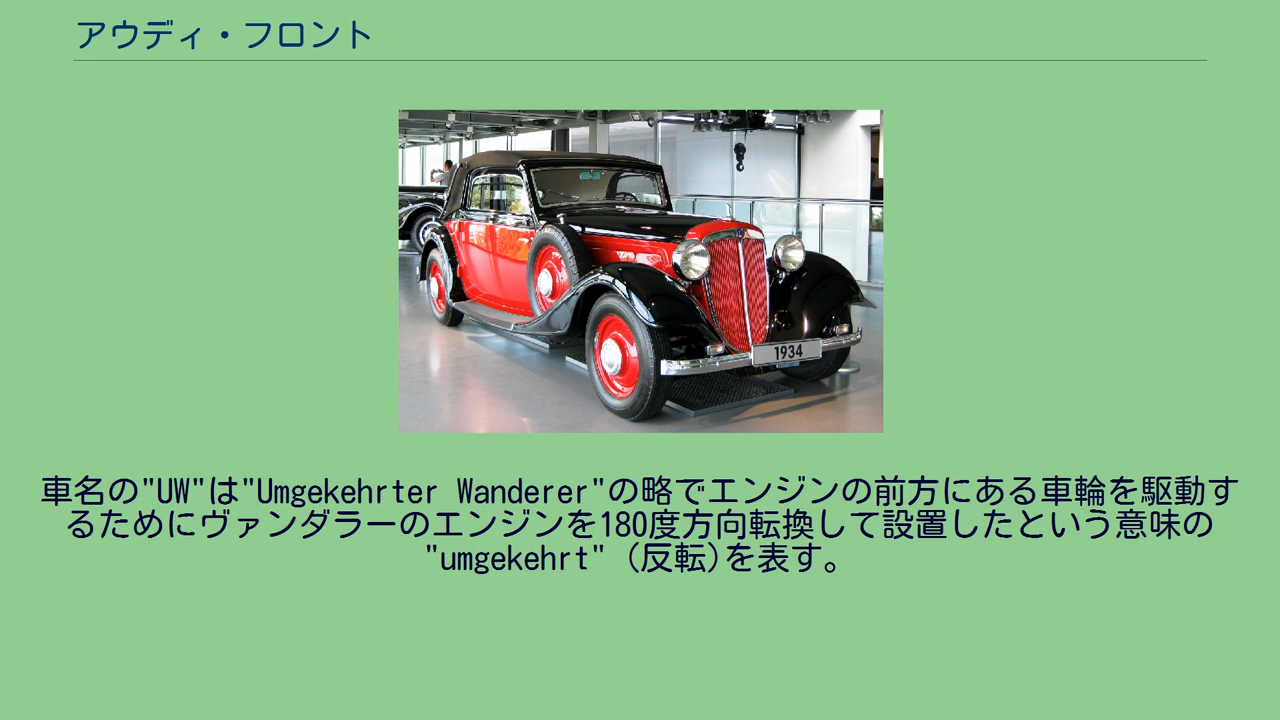 アウディ・フロント
1934
車名の"UW"は"Umgekehrter Wanderer"の略でエンジンの前方にある車輪を駆動す
るためにヴァンダラーのエンジンを180度方向転換して設置したという意味の
"umgekehrt" (反転)を表す。